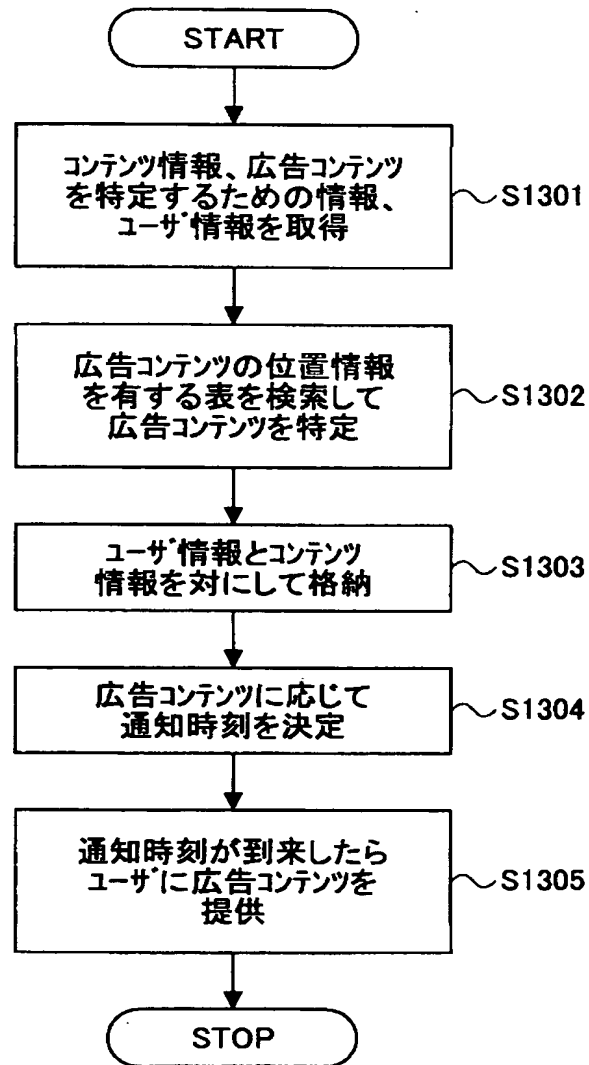 START
コンテンツ情報、広告コンテンツ
を特定するための情報、
ユーザ情報を取得
S1301
広告コンテンツの位置情報
を有する表を検索して
広告コンテンツを特定
S1302
ユーザ情報とコンテンツ
情報を対にして格納
S1303
広告コンテンツに応じて
通知時刻を決定
S1304
通知時刻が到来したら
ユーザに広告コンテンツを
提供
S1305
STOP